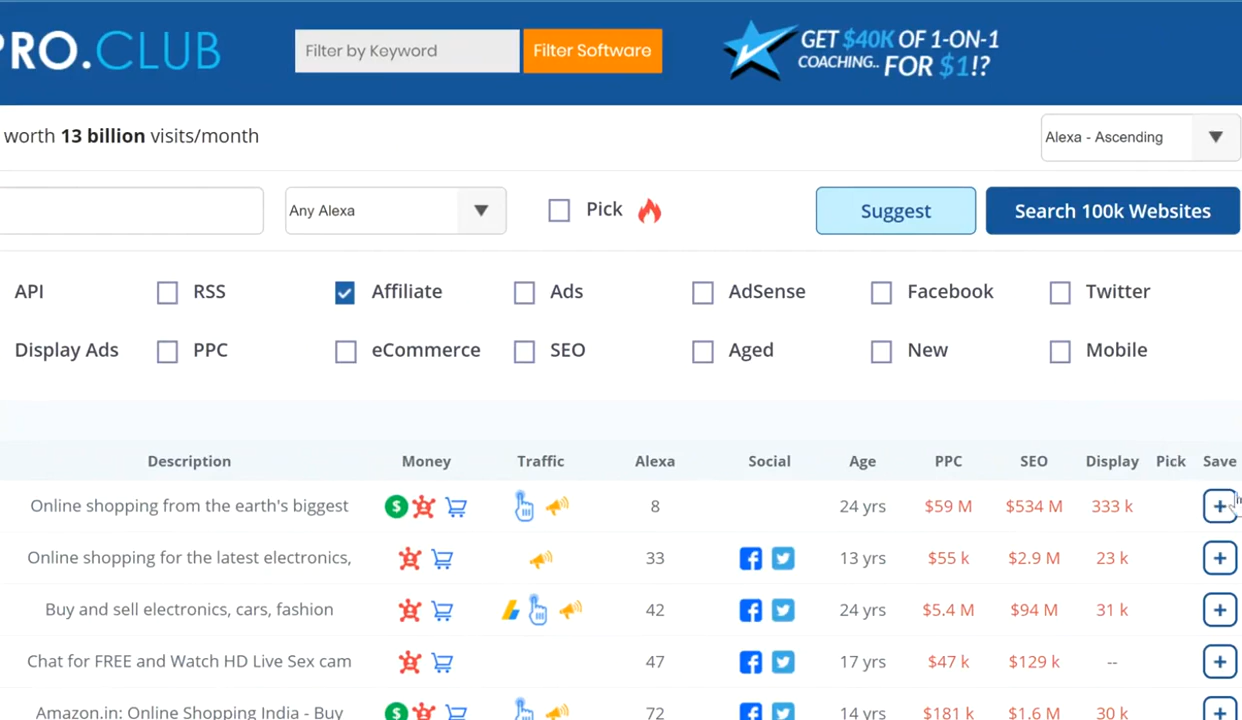 PRO.CLUB
Filter by Keyword
Filter Software
GET $40K OF 1-ON-1
COACHING.. FOR $1!?
worth 13 billion visits/month
Alexa - Ascending
Any Alexa
Pick
Suggest
Search 100k Websites
API RSS Affiliate Ads AdSense Facebook Twitter
Display Ads PPC eCommerce SEO Aged New Mobile
Description Money Traffic Alexa Social Age PPC SEO Display Pick Save
Online shopping from the earth's biggest 8 24 yrs $59 M $534 M 333 k +
Online shopping for the latest electronics, 33 13 yrs $55 k $2.9 M 23 k +
Buy and sell electronics, cars, fashion 42 24 yrs $5.4 M $94 M 31 k +
Chat for FREE and Watch HD Live Sex cam 47 17 yrs $47 k $129 k -- +
Amazon.in: Online Shopping India - Buy 72 14 yrs $181 k $1.6 M 30 k +